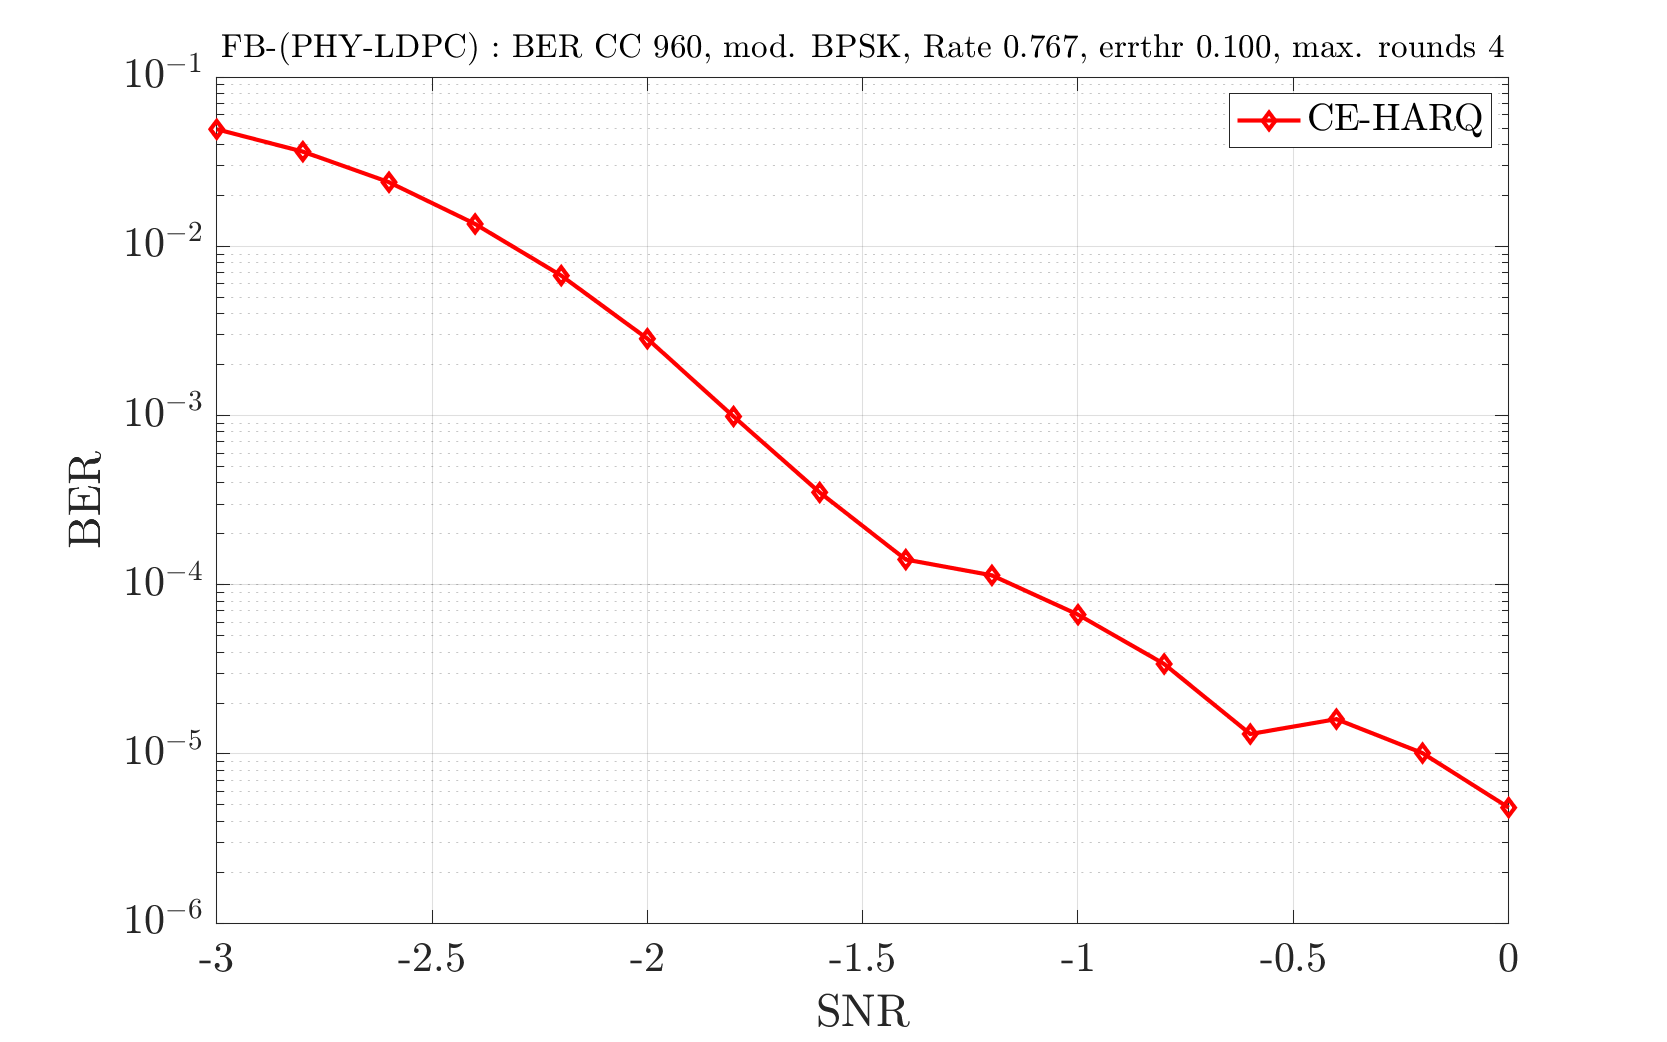 FB-(PHY-LDPC) : BER CC 960, mod. BPSK, Rate 0.767, errthr 0.100, max. rounds 4
10⁻¹
CE-HARQ
10⁻²
10⁻³
BER
10⁻⁴
10⁻⁵
10⁻⁶
-3 -2.5 -2 -1.5 -1 -0.5 0
SNR